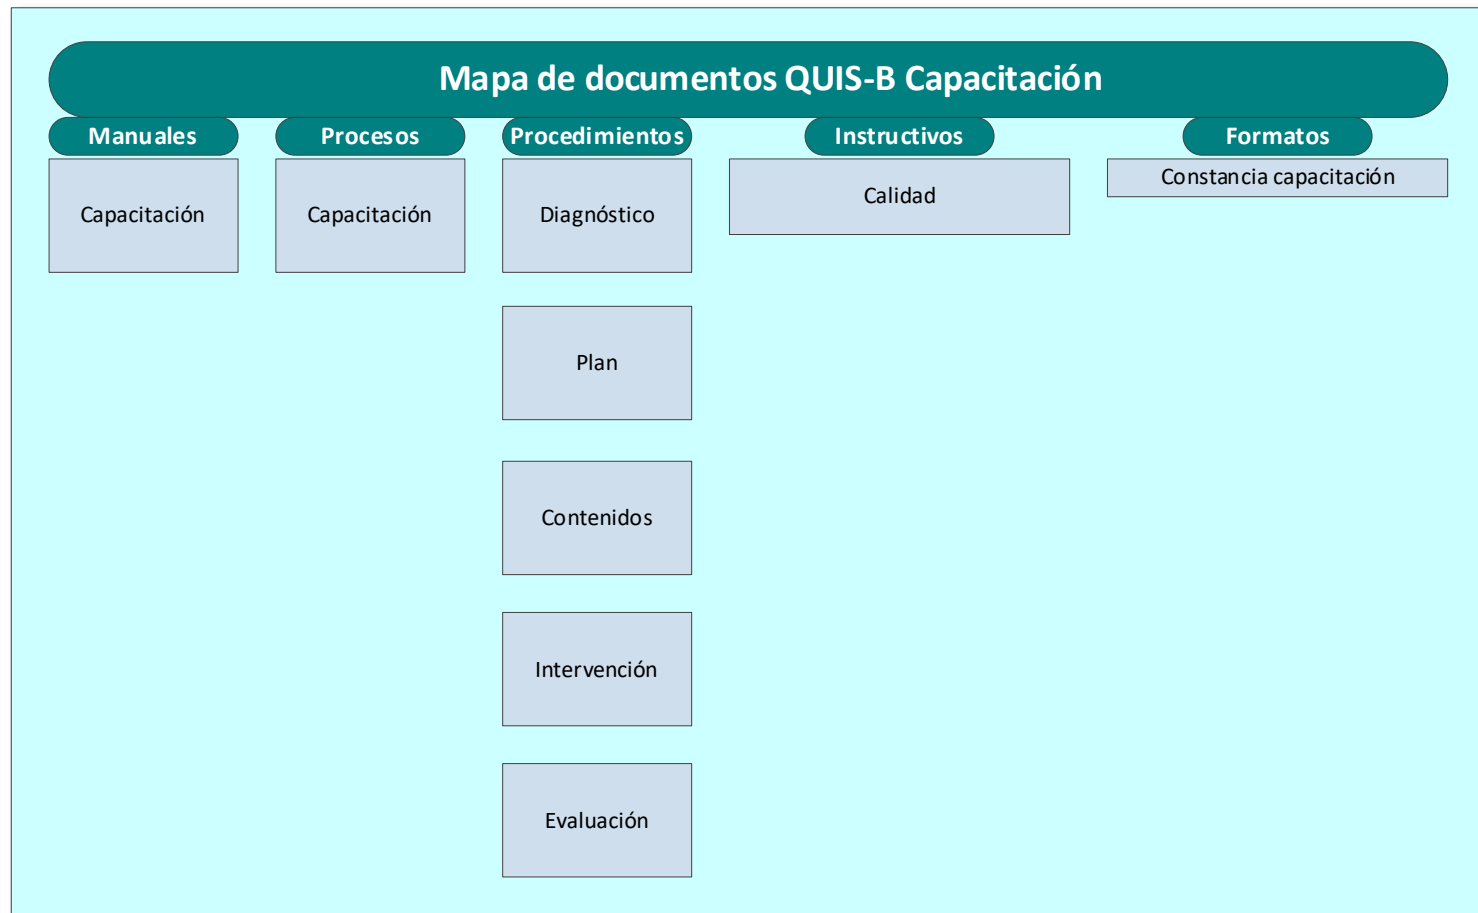 Mapa de documentos QUIS-B Capacitación
Manuales
Procesos
Procedimientos
Instructivos
Formatos
Capacitación
Capacitación
Diagnóstico
Calidad
Constancia capacitación
Plan
Contenidos
Intervención
Evaluación